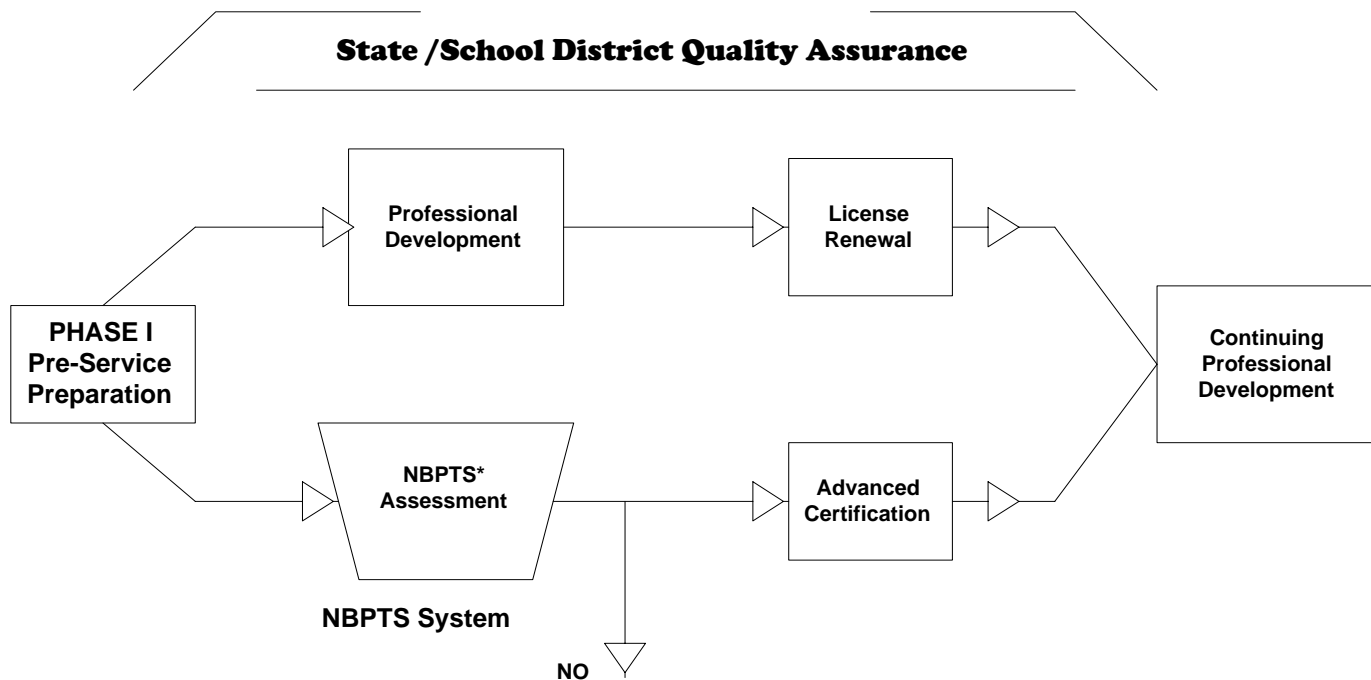 State /School District Quality Assurance
Professional
Development
License
Renewal
PHASE I
Pre-Service
Preparation
Continuing
Professional
Development
NBPTS*
Assessment
Advanced
Certification
NBPTS System
NO